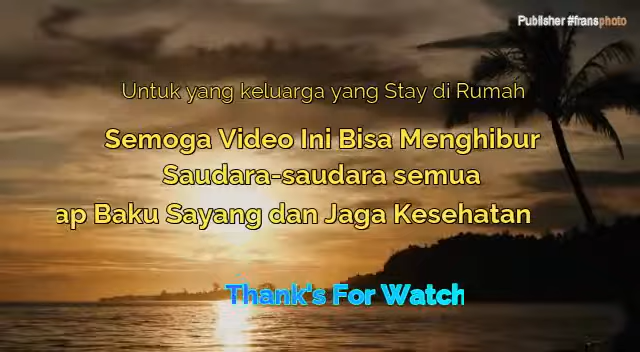 Publisher #fransphoto
Untuk yang keluarga yang Stay di Rumah
Semoga Video Ini Bisa Menghibur
Saudara-saudara semua
ap Baku Sayang dan Jaga Kesehatan
Thank's For Watch